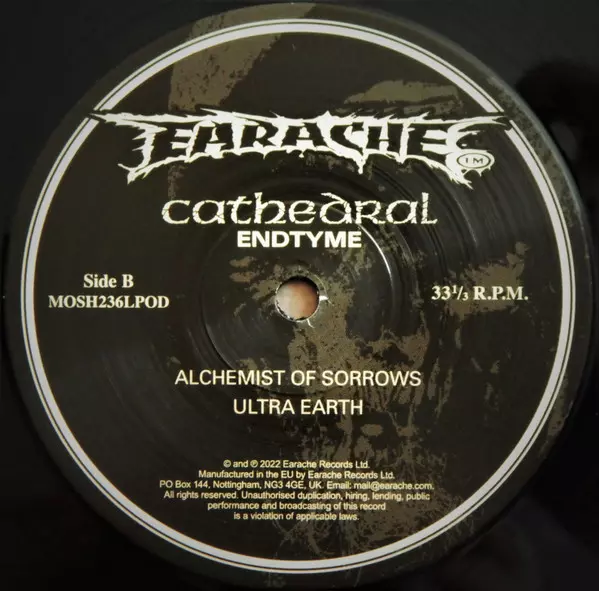 EARACHE
TM
cathedral
ENDTYME
Side B
MOSH236LPOD
33 1/3 R.P.M.
ALCHEMIST OF SORROWS
ULTRA EARTH
© and ℗ 2022 Earache Records Ltd.
Manufactured in the EU by Earache Records Ltd.
PO Box 144, Nottingham, NG3 4GE, UK. Email: mail@earache.com.
All rights reserved. Unauthorised duplication, hiring, lending, public
performance and broadcasting of this record
is a violation of applicable laws.